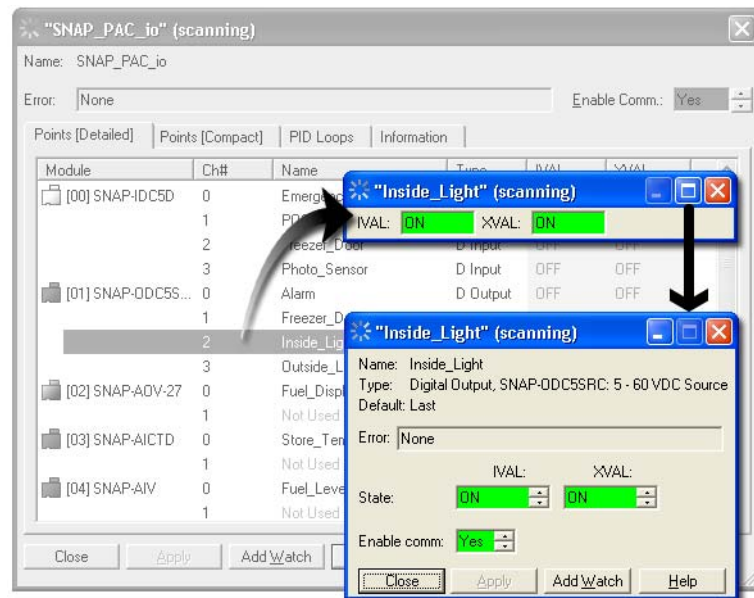 "SNAP_PAC_io" (scanning)
Name: SNAP_PAC_io
Error: None Enable Comm.: Yes
Points [Detailed] Points [Compact] PID Loops Information
Module Ch# Name Type IVAL XVAL
[00] SNAP-IDC5D 0
1
2 Freezer_Door D Input OFF OFF
3 Photo_Sensor D Input OFF OFF
[01] SNAP-ODC5S... 0 Alarm D Output OFF OFF
1
2
3
[02] SNAP-AOV-27 0
1 Not Used
[03] SNAP-AICTD 0
1 Not Used
[04] SNAP-AIV 0
1 Not Used
Close Apply Add Watch
"Inside_Light" (scanning)
IVAL: ON XVAL: ON
"Inside_Light" (scanning)
Name: Inside_Light
Type: Digital Output, SNAP-ODC5SRC: 5 - 60 VDC Source
Default: Last
Error: None
IVAL: XVAL:
State: ON ON
Enable comm: Yes
Close Apply Add Watch Help